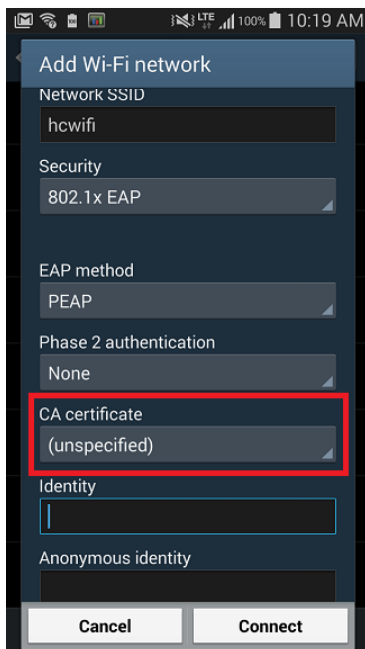 LTE 100% 10:19 AM
Add Wi-Fi network
Network SSID
hcwifi
Security
802.1x EAP
EAP method
PEAP
Phase 2 authentication
None
CA certificate
(unspecified)
Identity
Anonymous identity
Cancel Connect